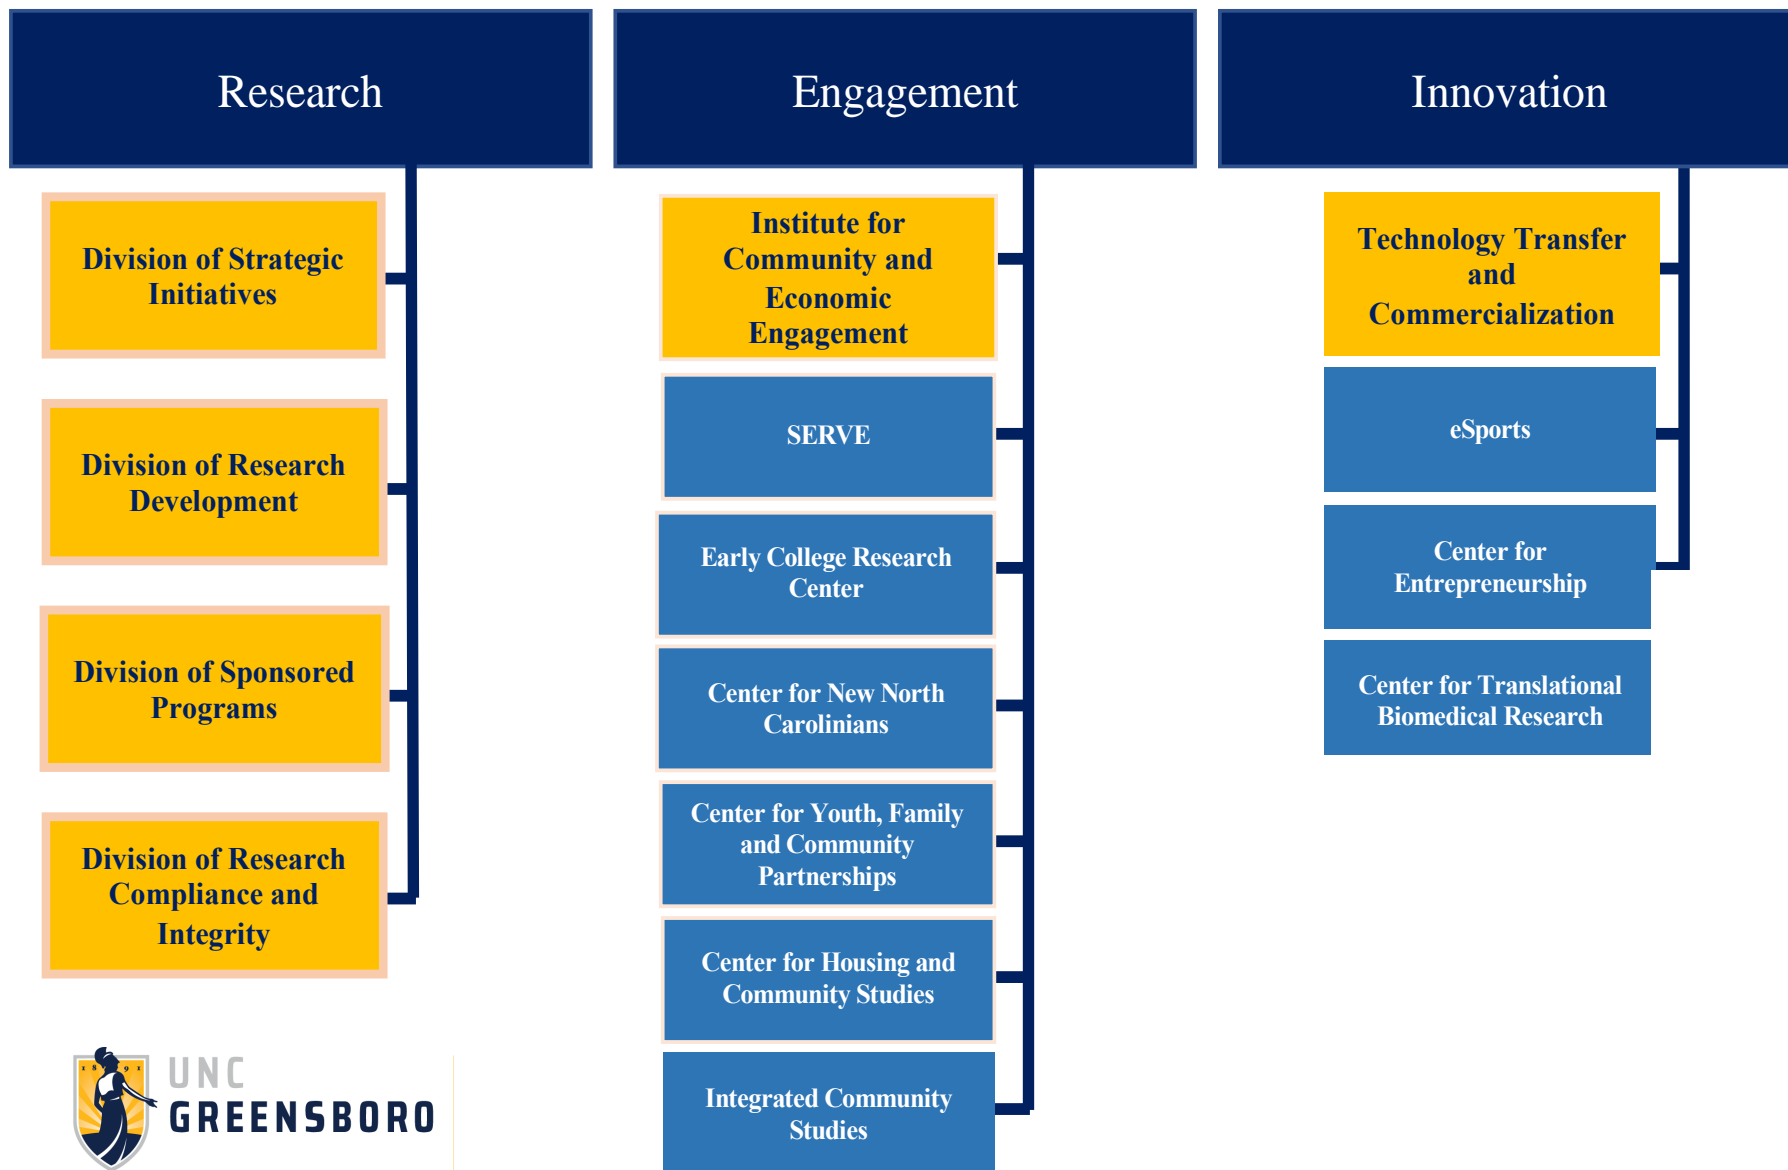 Research
Division of Strategic
Initiatives
Division of Research
Development
Division of Sponsored
Programs
Division of Research
Compliance and
Integrity
Engagement
Institute for
Community and
Economic
Engagement
SERVE
Early College Research
Center
Center for New North
Carolinians
Center for Youth, Family
and Community
Partnerships
Center for Housing and
Community Studies
Integrated Community
Studies
Innovation
Technology Transfer
and
Commercialization
eSports
Center for
Entrepreneurship
Center for Translational
Biomedical Research
1891
UNC
GREENSBORO